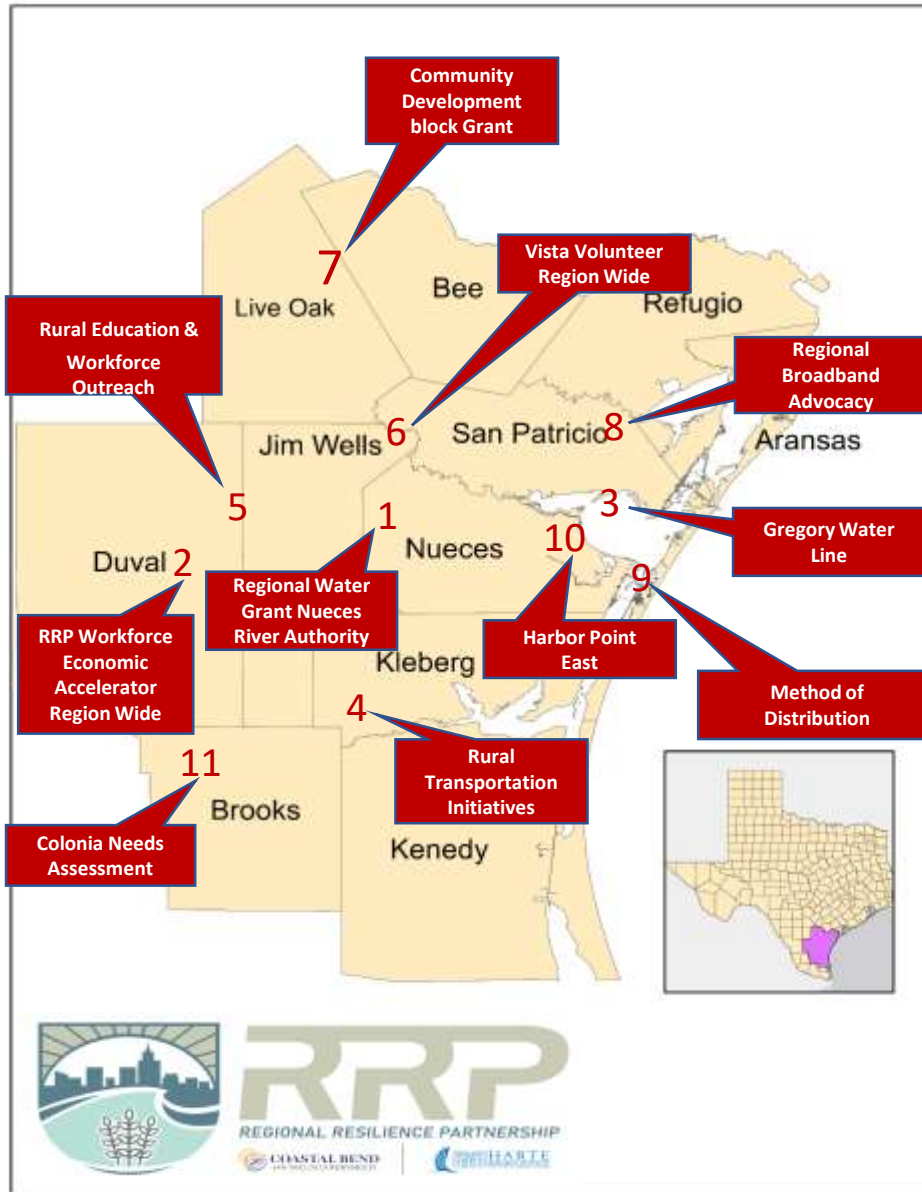 Community
Development
block Grant
7
Live Oak
Bee
Vista Volunteer
Region Wide
Refugio
Rural Education &
Workforce
Outreach
Regional
Broadband
Advocacy
Jim Wells
6
San Patricio
8
Aransas
5
1
3
Gregory Water
Line
Duval
2
Nueces
10
9
Regional Water
Grant Nueces
River Authority
RRP Workforce
Economic
Accelerator
Region Wide
Harbor Point
East
Kleberg
Method of
Distribution
4
Rural
Transportation
Initiatives
11
Brooks
Colonia Needs
Assessment
Kenedy
RRP
REGIONAL RESILIENCE PARTNERSHIP
COASTAL BEND
HARTE